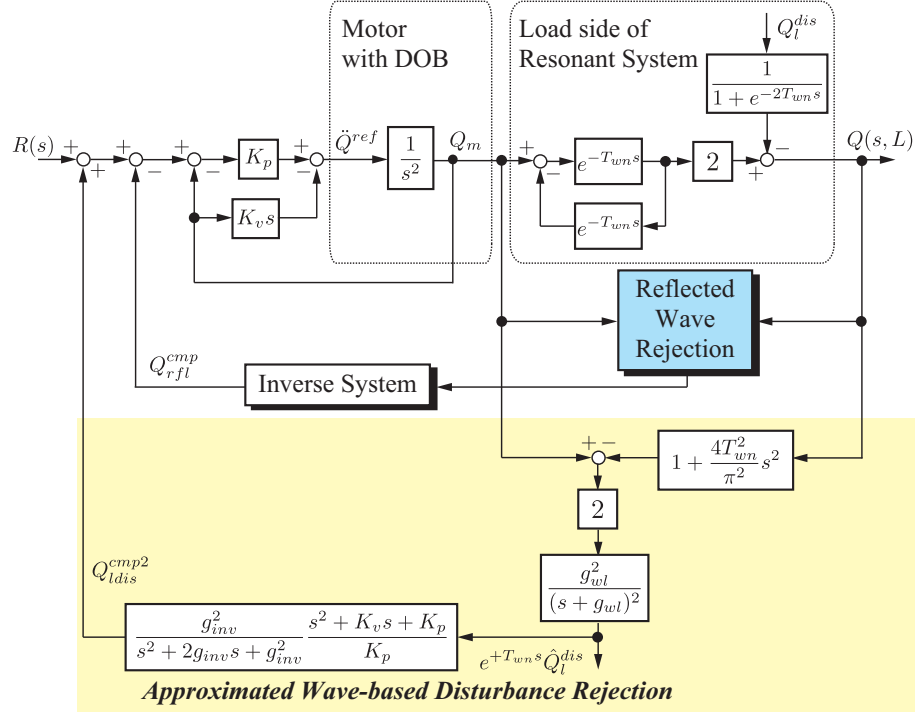 Motor
with DOB
Load side of
Resonant System
Q_l^{dis}
\frac{1}{1 + e^{-2T_{wn}s}}
R(s)
+
+
+
−
+
−
K_p
+
−
\ddot{Q}^{ref}
\frac{1}{s^2}
Q_m
+
−
e^{-T_{wn}s}
2
+
−
Q(s, L)
K_v s
e^{-T_{wn}s}
Reflected
Wave
Rejection
Q_{rfl}^{cmp}
Inverse System
+ −
1 + \frac{4T_{wn}^2}{\pi^2} s^2
2
Q_{ldis}^{cmp2}
\frac{g_{wl}^2}{(s + g_{wl})^2}
\frac{g_{inv}^2}{s^2 + 2g_{inv}s + g_{inv}^2} \frac{s^2 + K_v s + K_p}{K_p}
e^{+T_{wn}s} \hat{Q}_l^{dis}
Approximated Wave-based Disturbance Rejection